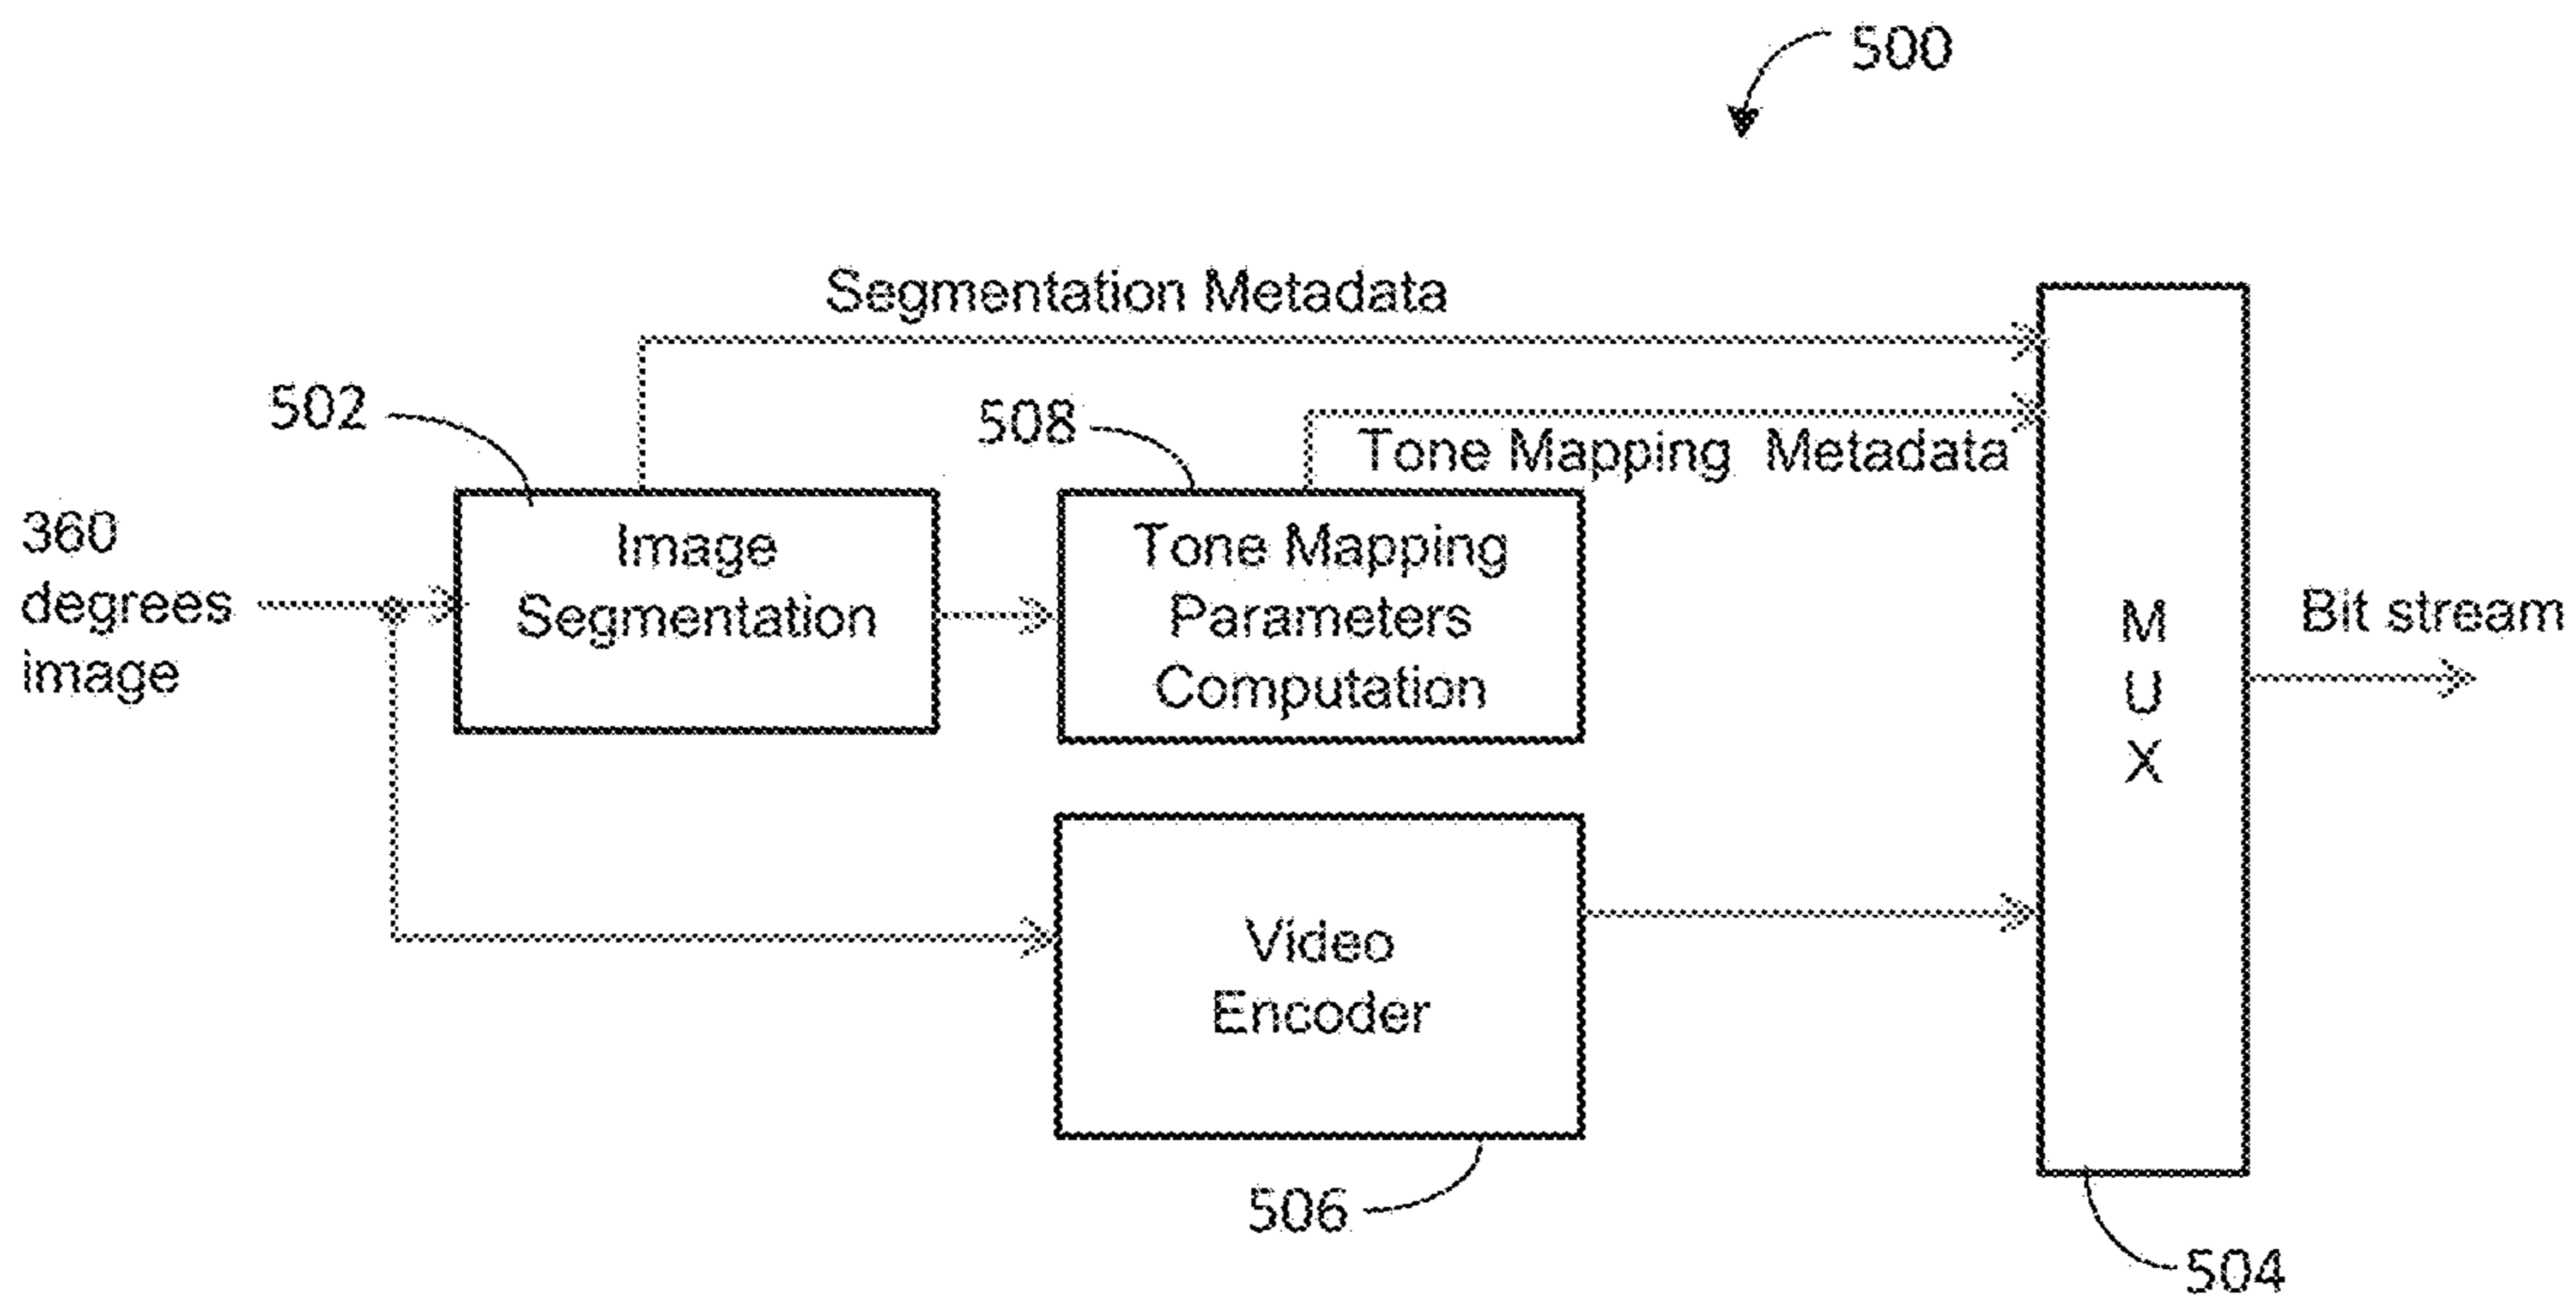 500
Segmentation Metadata
502
508
Tone Mapping Metadata
360
degrees
image
Image
Segmentation
Tone Mapping
Parameters
Computation
M
U
X
Bit stream
Video
Encoder
506
504